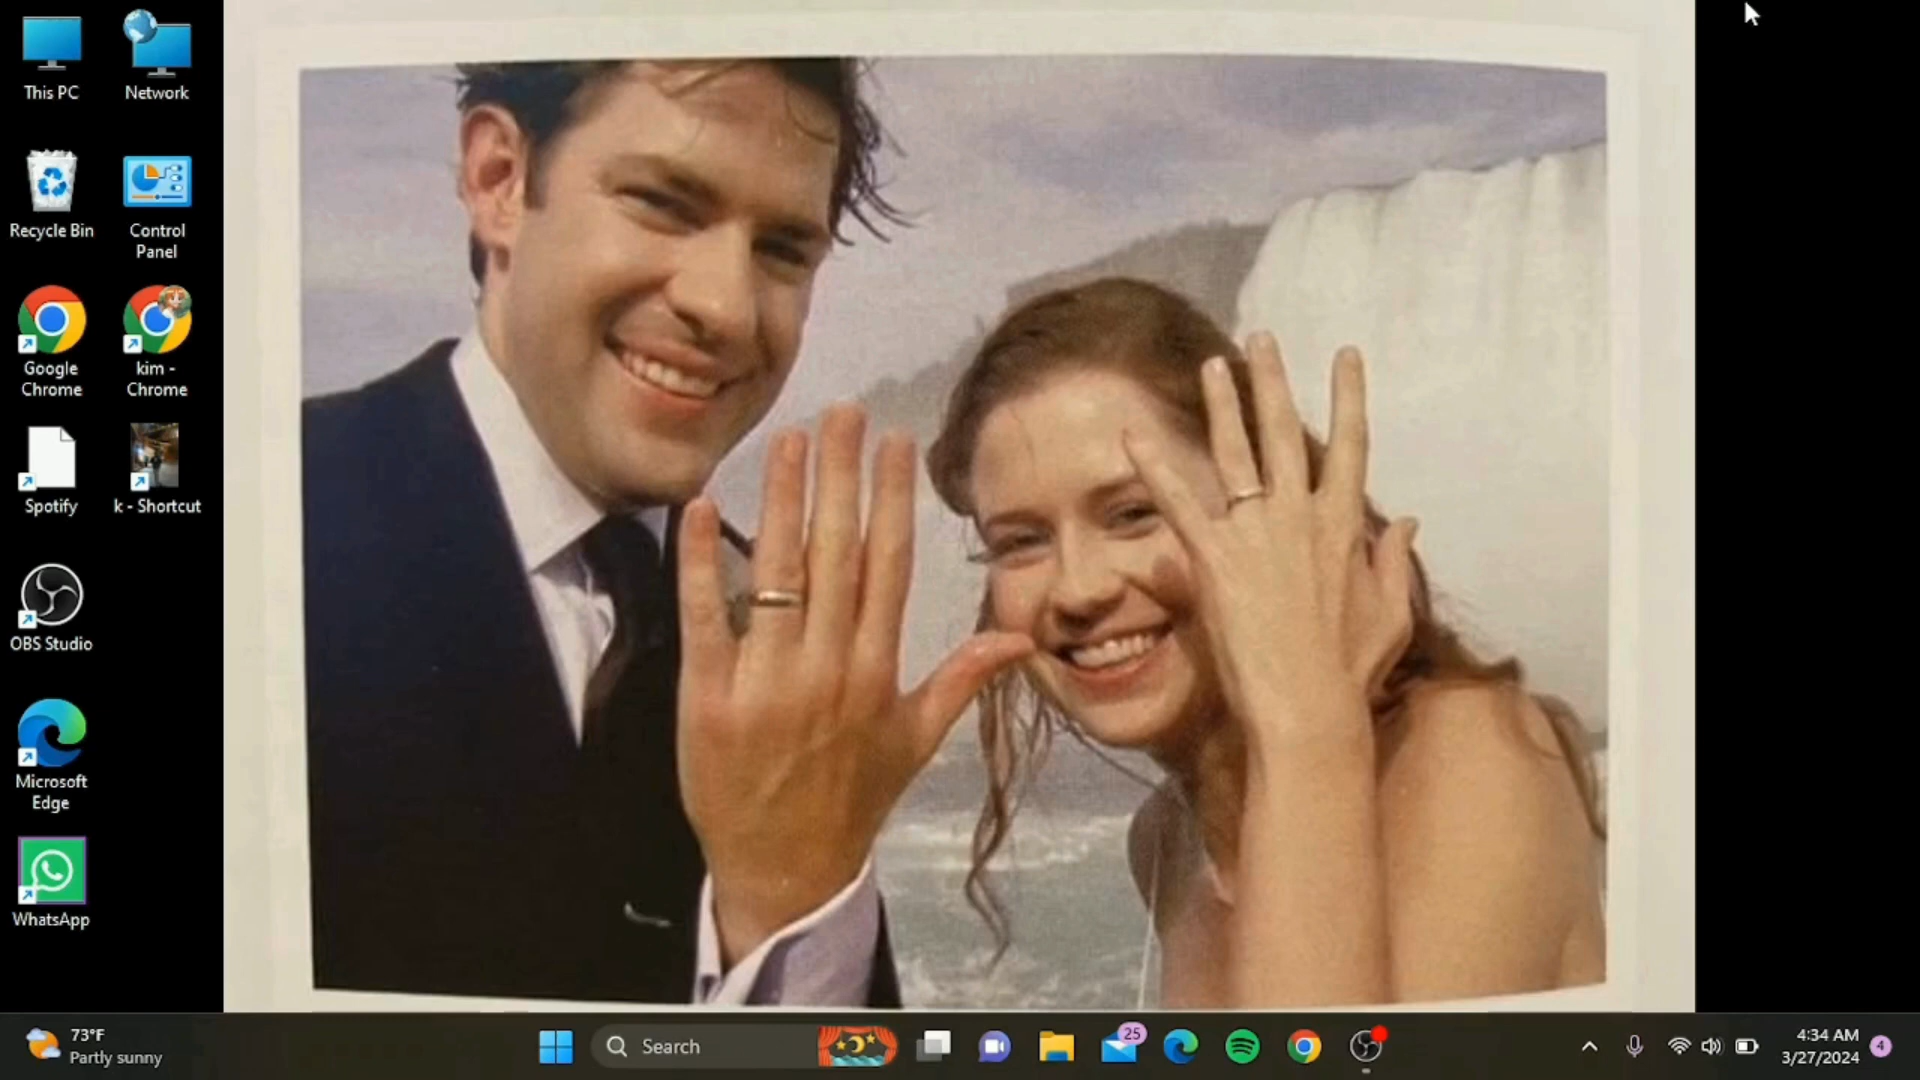 This PC
Network
Recycle Bin
Control
Panel
Google
Chrome
kim -
Chrome
Spotify
k - Shortcut
OBS Studio
Microsoft
Edge
WhatsApp
73°F
Partly sunny
Search
25
4:34 AM
3/27/2024
4